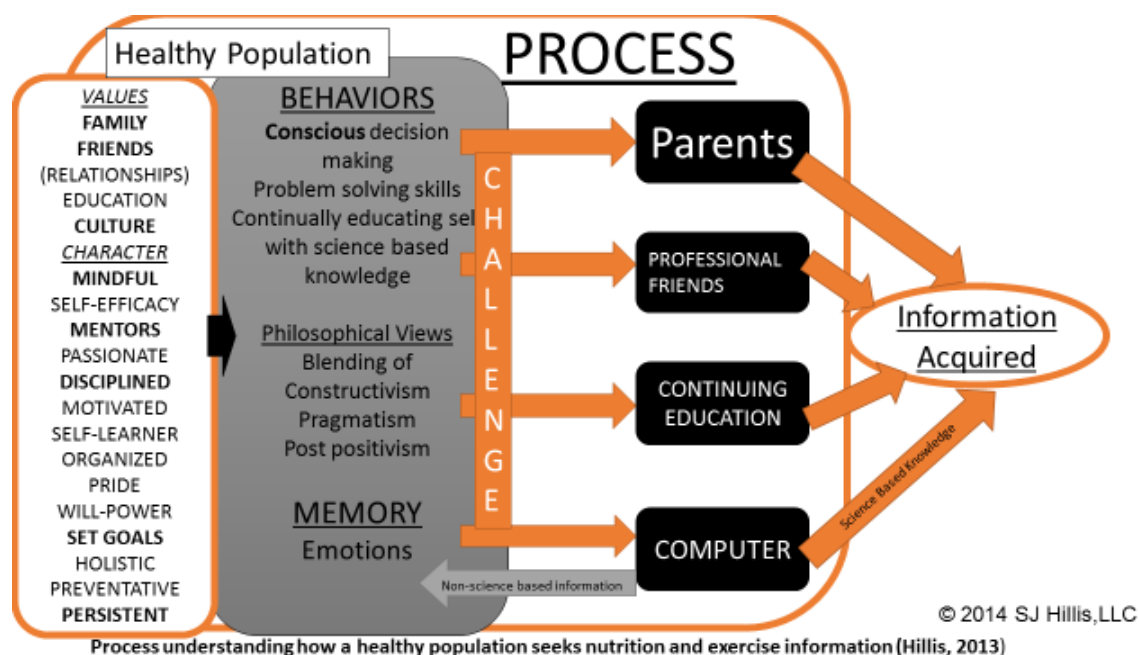 Healthy Population
PROCESS
VALUES
FAMILY
FRIENDS
(RELATIONSHIPS)
EDUCATION
CULTURE
CHARACTER
MINDFUL
SELF-EFFICACY
MENTORS
PASSIONATE
DISCIPLINED
MOTIVATED
SELF-LEARNER
ORGANIZED
PRIDE
WILL-POWER
SET GOALS
HOLISTIC
PREVENTATIVE
PERSISTENT
BEHAVIORS
Conscious decision
making
Problem solving skills
Continually educating sel
with science based
knowledge
Philosophical Views
Blending of
Constructivism
Pragmatism
Post positivism
MEMORY
Emotions
CHALLENGE
Parents
PROFESSIONAL
FRIENDS
CONTINUING
EDUCATION
COMPUTER
Non-science based information
Science Based Knowledge
Information
Acquired
© 2014 SJ Hillis,LLC
Process understanding how a healthy population seeks nutrition and exercise information (Hillis, 2013)